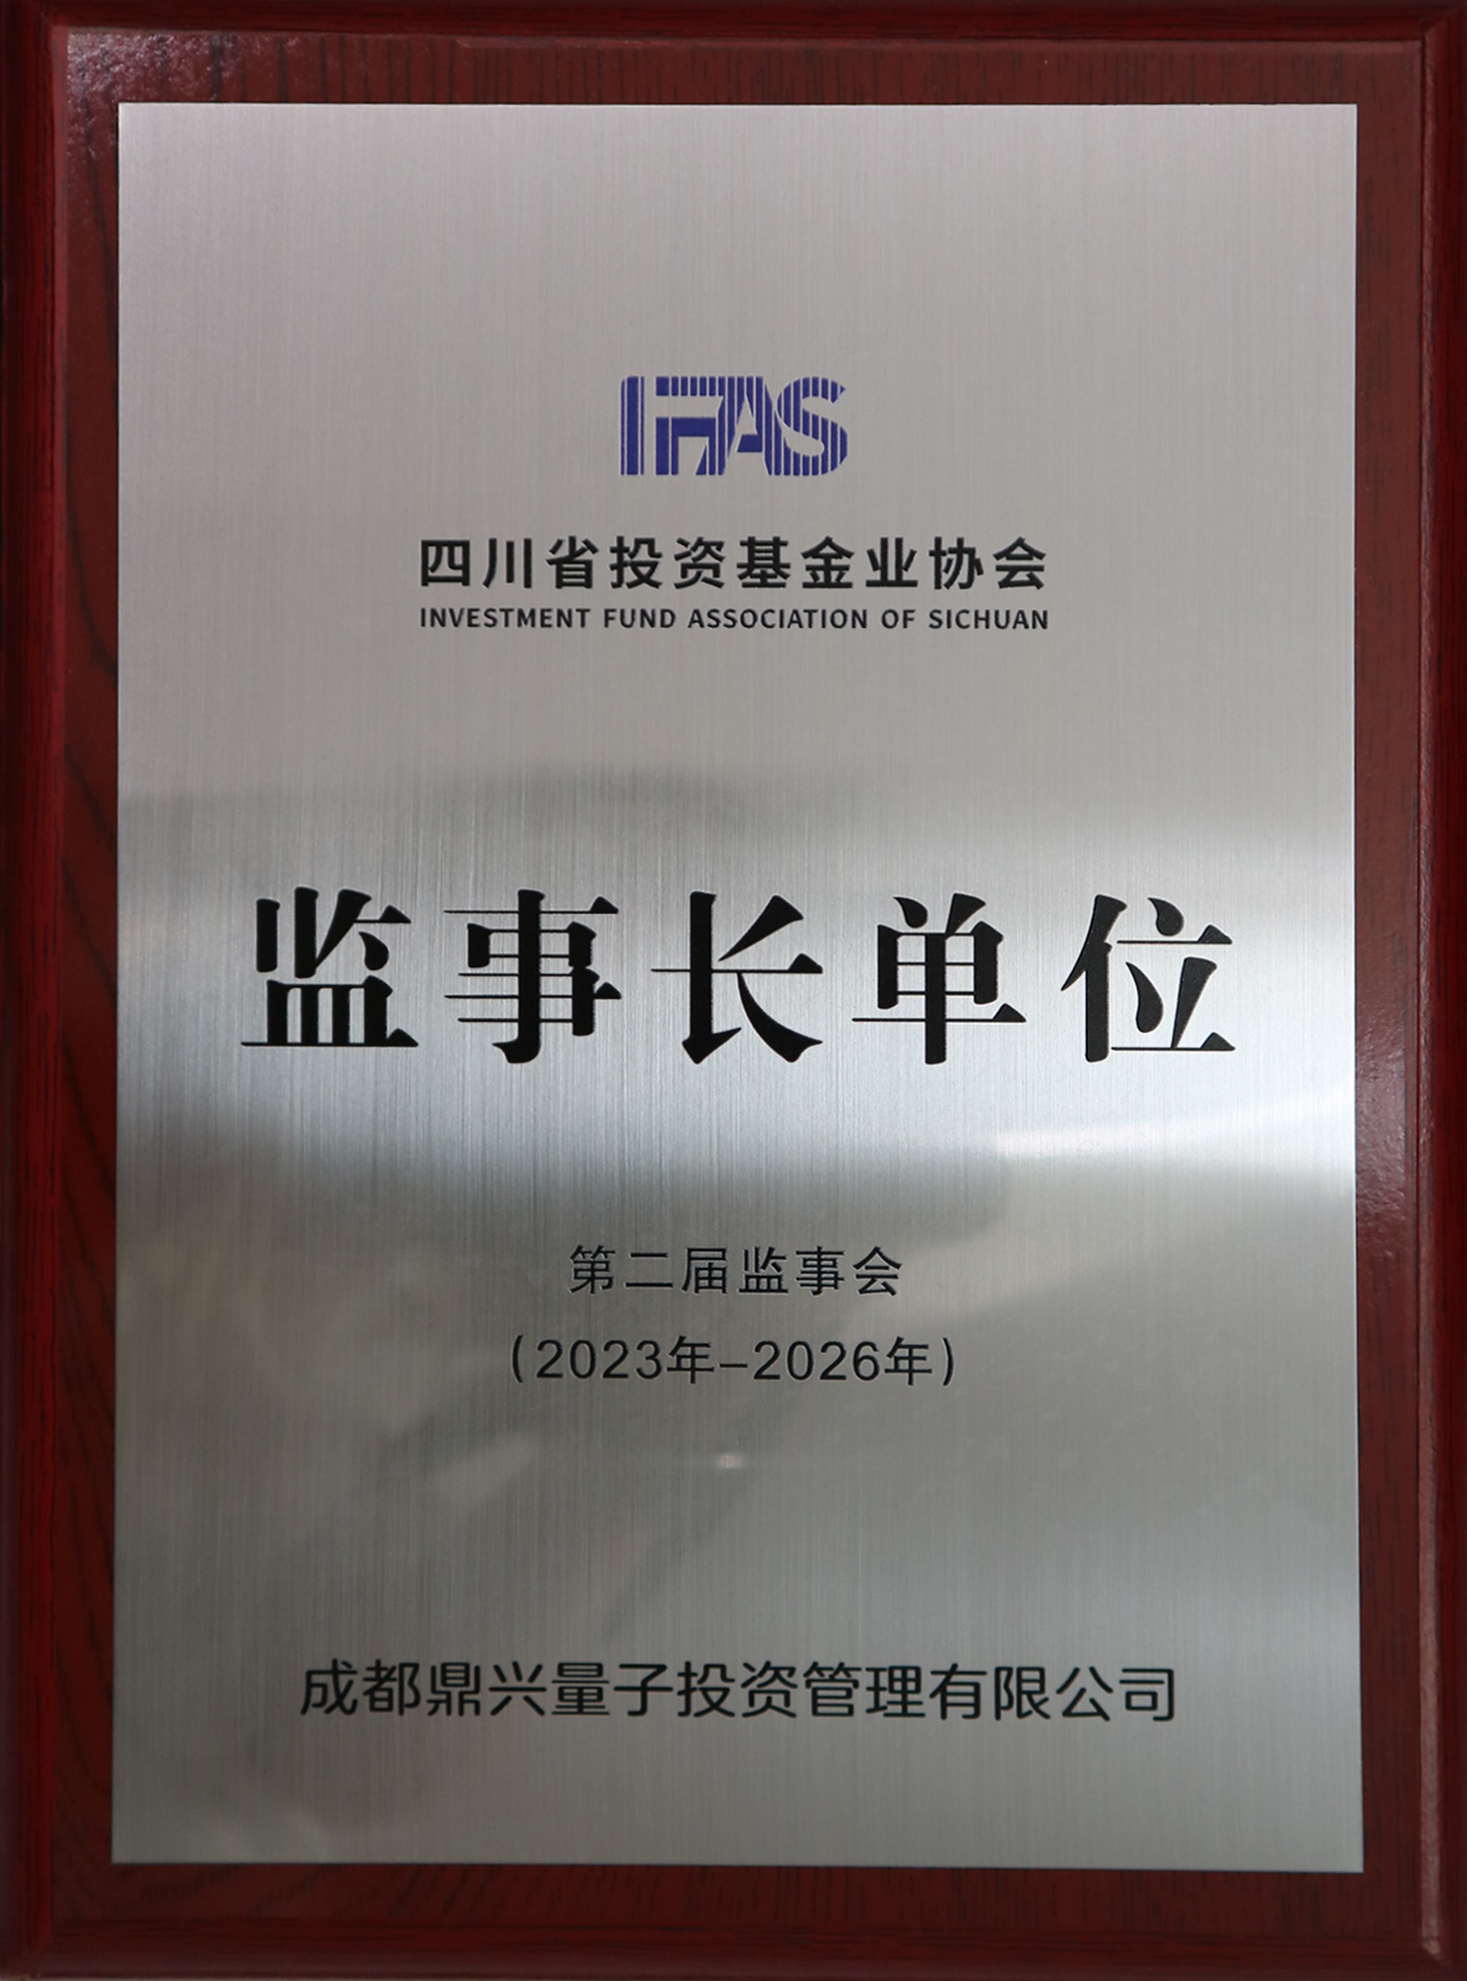 IFAS
四川省投资基金业协会
INVESTMENT FUND ASSOCIATION OF SICHUAN
监事长单位
第二届监事会
(2023年-2026年)
成都鼎兴量子投资管理有限公司